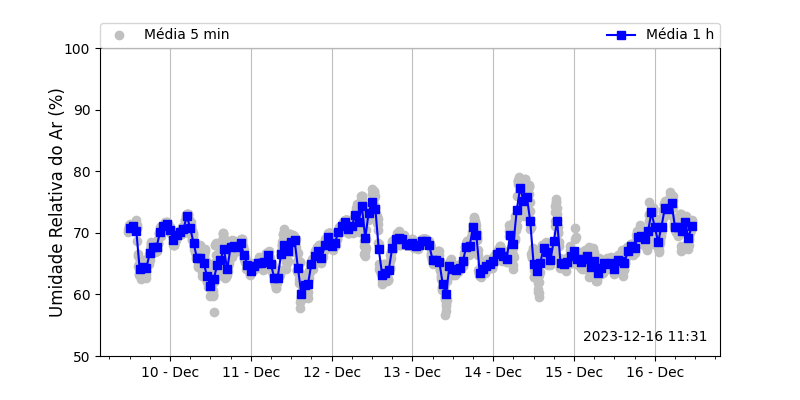 Média 5 min
Média 1 h
100
90
80
70
60
50
Umidade Relativa do Ar (%)
2023-12-16 11:31
10 - Dec
11 - Dec
12 - Dec
13 - Dec
14 - Dec
15 - Dec
16 - Dec